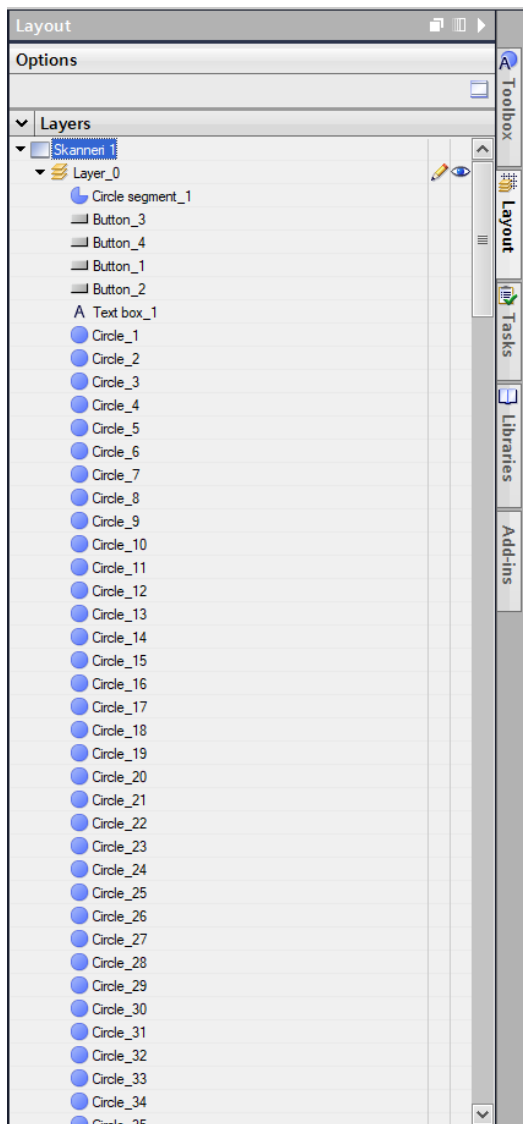 Layout
Options
Layers
Skanneri 1
Layer_0
Circle segment_1
Button_3
Button_4
Button_1
Button_2
A Text box_1
Circle_1
Circle_2
Circle_3
Circle_4
Circle_5
Circle_6
Circle_7
Circle_8
Circle_9
Circle_10
Circle_11
Circle_12
Circle_13
Circle_14
Circle_15
Circle_16
Circle_17
Circle_18
Circle_19
Circle_20
Circle_21
Circle_22
Circle_23
Circle_24
Circle_25
Circle_26
Circle_27
Circle_28
Circle_29
Circle_30
Circle_31
Circle_32
Circle_33
Circle_34
Circle_35
Toolbox
Layout
Tasks
Libraries
Add-ins